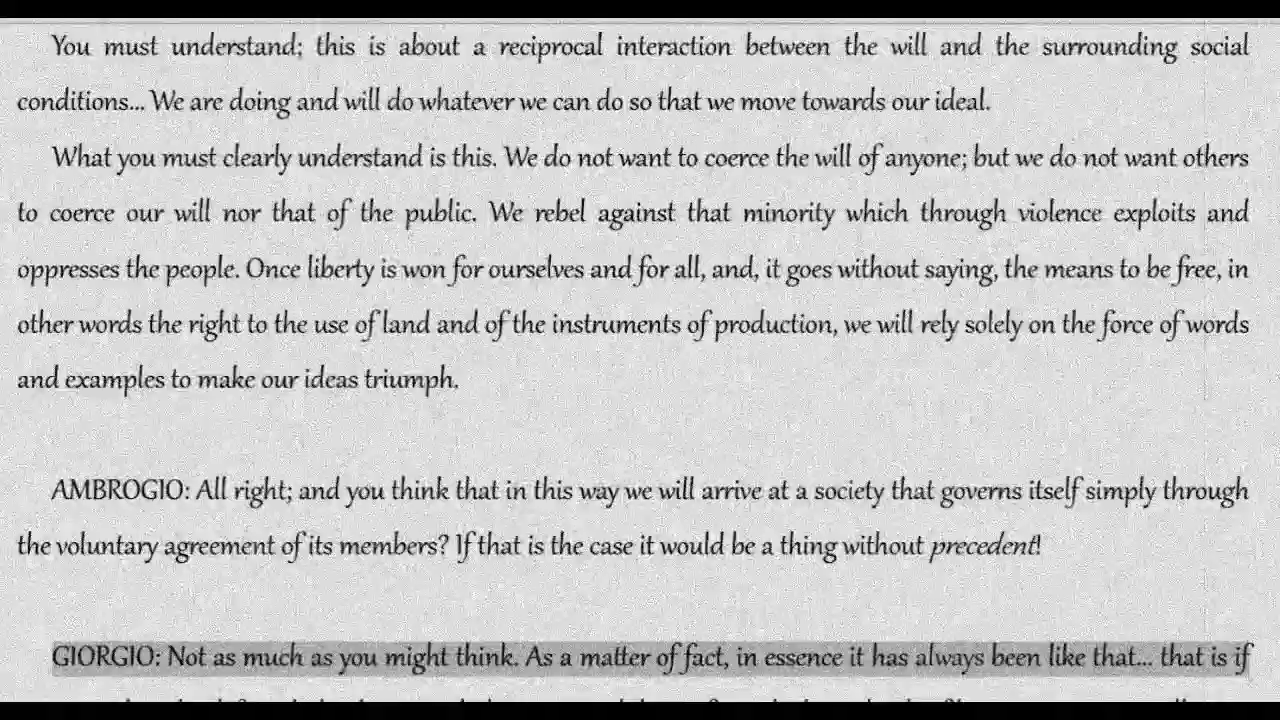 You must understand; this is about a reciprocal interaction between the will and the surrounding social
conditions... We are doing and will do whatever we can do so that we move towards our ideal.
What you must clearly understand is this. We do not want to coerce the will of anyone; but we do not want others
to coerce our will nor that of the public. We rebel against that minority which through violence exploits and
oppresses the people. Once liberty is won for ourselves and for all, and, it goes without saying, the means to be free, in
other words the right to the use of land and of the instruments of production, we will rely solely on the force of words
and examples to make our ideas triumph.
AMBROGIO: All right; and you think that in this way we will arrive at a society that governs itself simply through
the voluntary agreement of its members? If that is the case it would be a thing without precedent!
GIORGIO: Not as much as you might think. As a matter of fact, in essence it has always been like that... that is if